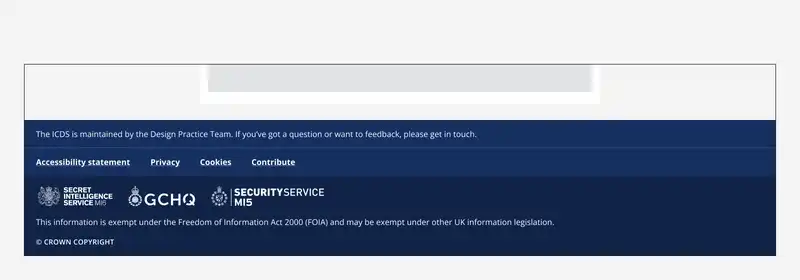 The ICDS is maintained by the Design Practice Team. If you've got a question or want to feedback, please get in touch.
Accessibility statement Privacy Cookies Contribute
SECRET
INTELLIGENCE
SERVICE MI6
GCHQ
SECURITY SERVICE
MI5
This information is exempt under the Freedom of Information Act 2000 (FOIA) and may be exempt under other UK information legislation.
© CROWN COPYRIGHT